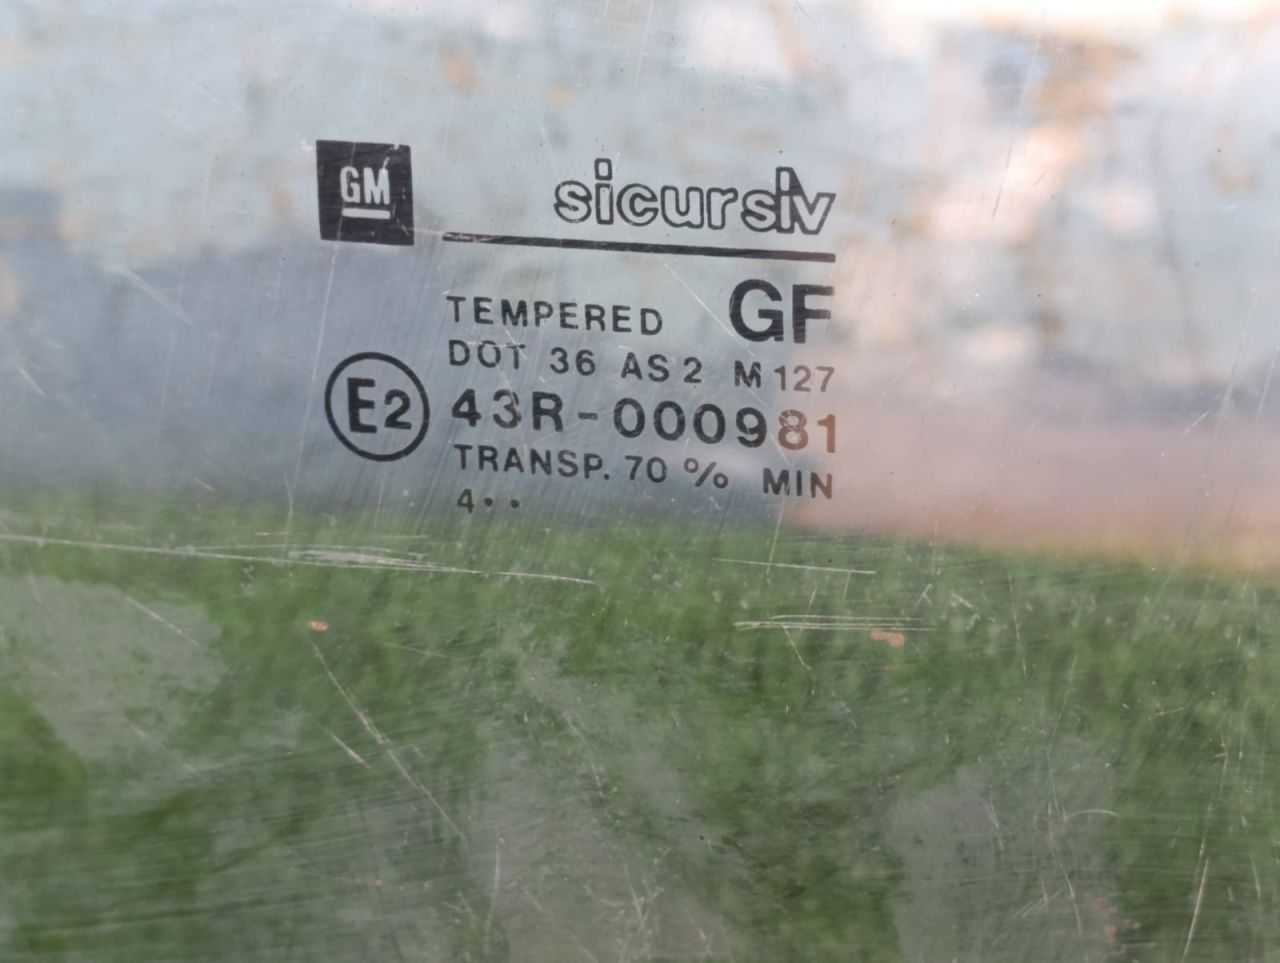 GM
sicursiv
TEMPERED GF
DOT 36 AS 2 M 127
E2 43R-000981
TRANSP. 70 % MIN
4••